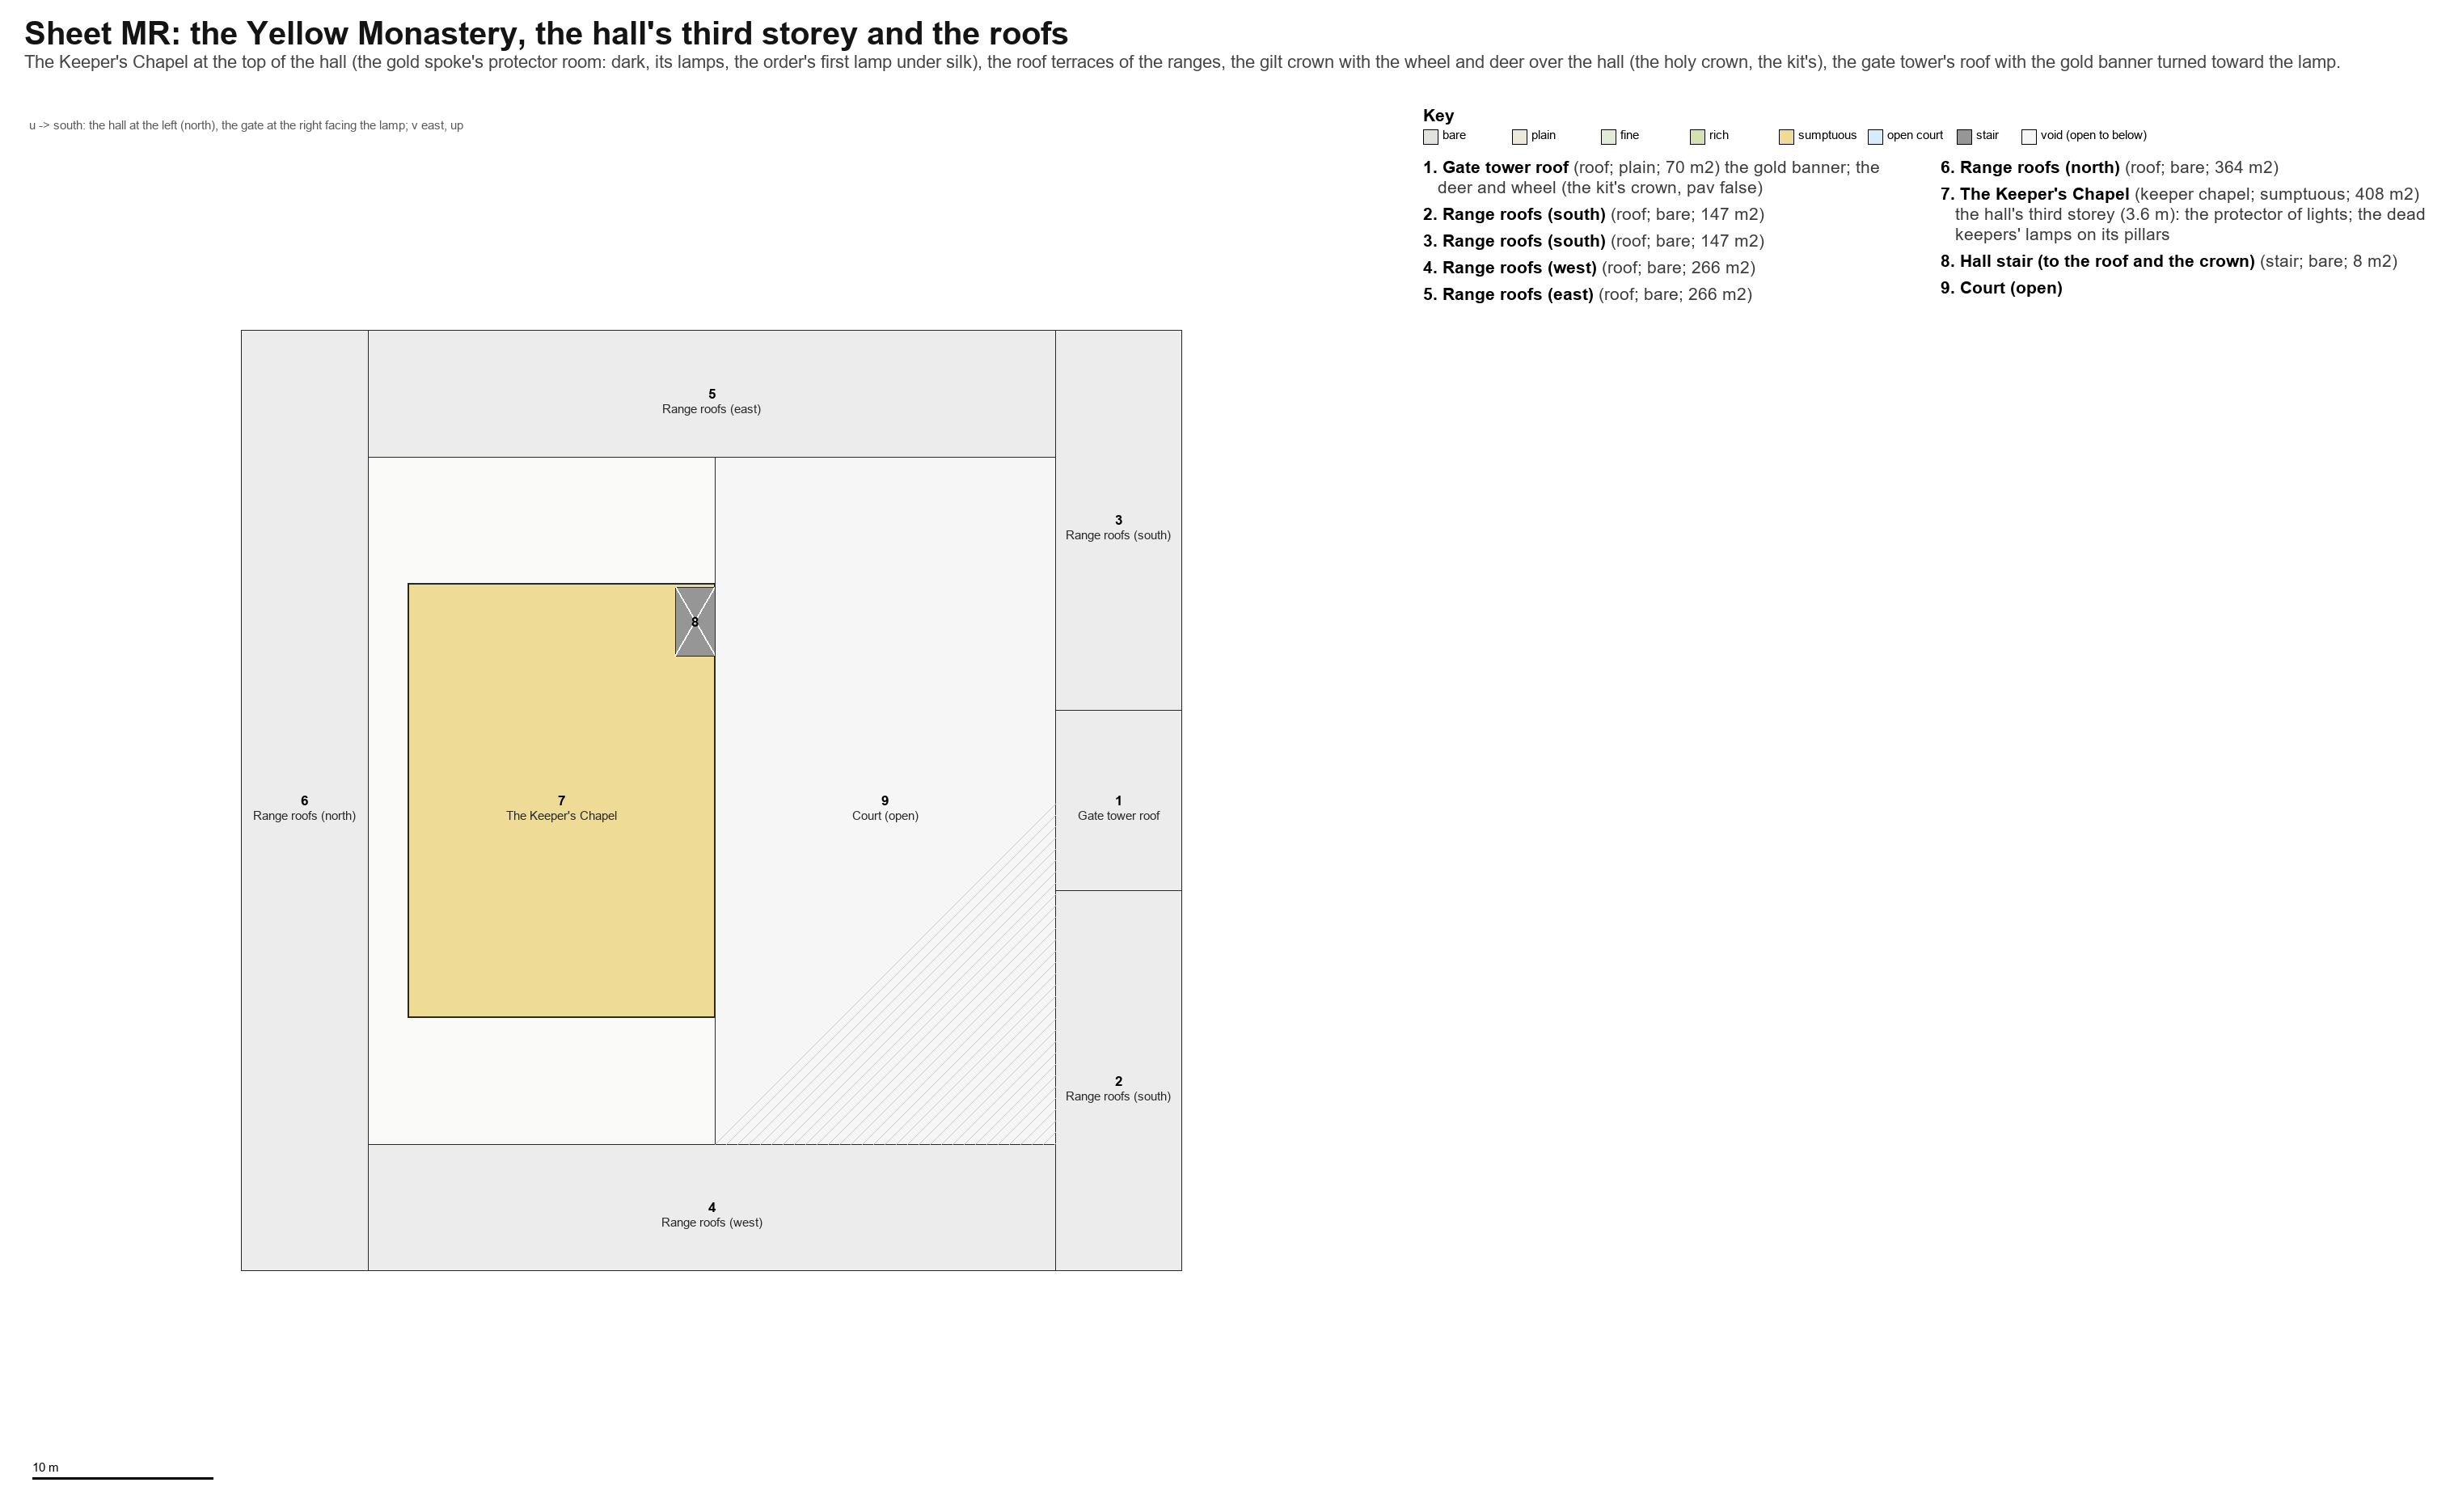 Sheet MR: the Yellow Monastery, the hall's third storey and the roofs
The Keeper's Chapel at the top of the hall (the gold spoke's protector room: dark, its lamps, the order's first lamp under silk), the roof terraces of the ranges, the gilt crown with the wheel and deer over the hall (the holy crown, the kit's), the gate tower's roof with the gold banner turned toward the lamp.
u -> south: the hall at the left (north), the gate at the right facing the lamp; v east, up
Key
bare plain fine rich sumptuous open court stair void (open to below)
1. Gate tower roof (roof; plain; 70 m2) the gold banner; the
deer and wheel (the kit's crown, pav false)
2. Range roofs (south) (roof; bare; 147 m2)
3. Range roofs (south) (roof; bare; 147 m2)
4. Range roofs (west) (roof; bare; 266 m2)
5. Range roofs (east) (roof; bare; 266 m2)
6. Range roofs (north) (roof; bare; 364 m2)
7. The Keeper's Chapel (keeper chapel; sumptuous; 408 m2)
the hall's third storey (3.6 m): the protector of lights; the dead
keepers' lamps on its pillars
8. Hall stair (to the roof and the crown) (stair; bare; 8 m2)
9. Court (open)
5
Range roofs (east)
3
Range roofs (south)
8
6
Range roofs (north)
7
The Keeper's Chapel
9
Court (open)
1
Gate tower roof
2
Range roofs (south)
4
Range roofs (west)
10 m